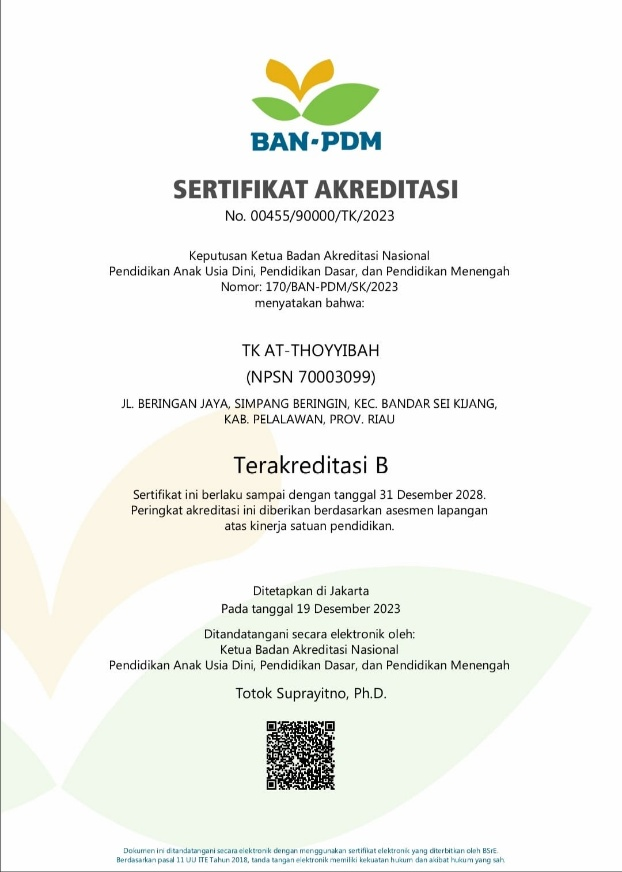 BAN-PDM
SERTIFIKAT AKREDITASI
No. 00455/90000/TK/2023
Keputusan Ketua Badan Akreditasi Nasional
Pendidikan Anak Usia Dini, Pendidikan Dasar, dan Pendidikan Menengah
Nomor: 170/BAN-PDM/SK/2023
menyatakan bahwa:
TK AT-THOYYIBAH
(NPSN 70003099)
JL. BERINGAN JAYA, SIMPANG BERINGIN, KEC. BANDAR SEI KIJANG,
KAB. PELALAWAN, PROV. RIAU
Terakreditasi B
Sertifikat ini berlaku sampai dengan tanggal 31 Desember 2028.
Peringkat akreditasi ini diberikan berdasarkan asesmen lapangan
atas kinerja satuan pendidikan.
Ditetapkan di Jakarta
Pada tanggal 19 Desember 2023
Ditandatangani secara elektronik oleh:
Ketua Badan Akreditasi Nasional
Pendidikan Anak Usia Dini, Pendidikan Dasar, dan Pendidikan Menengah
Totok Suprayitno, Ph.D.
Dokumen ini ditandatangani secara elektronik dengan menggunakan sertifikat elektronik yang diterbitkan oleh BSrE.
Berdasarkan pasal 11 UU ITE Tahun 2018, tanda tangan elektronik memiliki kekuatan hukum dan akibat hukum yang sah.